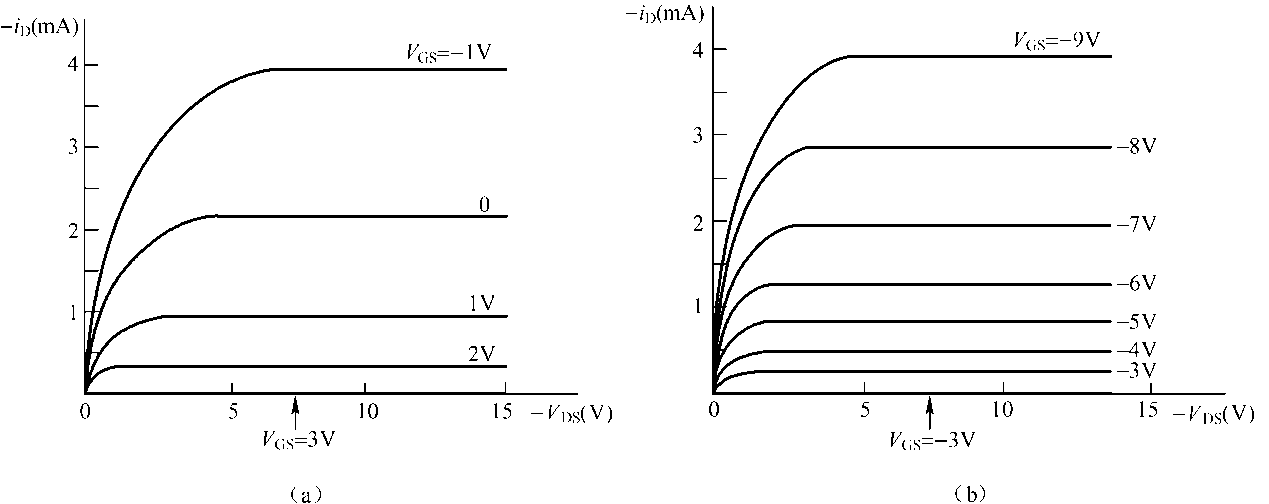 −iD(mA)
VGS=−1V
4
3
0
2
1V
1
2V
0
5
10
15
−VDS(V)
VGS=3V
（a）
−iD(mA)
VGS=−9V
4
3
−8V
2
−7V
−6V
1
−5V
−4V
−3V
0
5
10
15
−VDS(V)
VGS=−3V
（b）